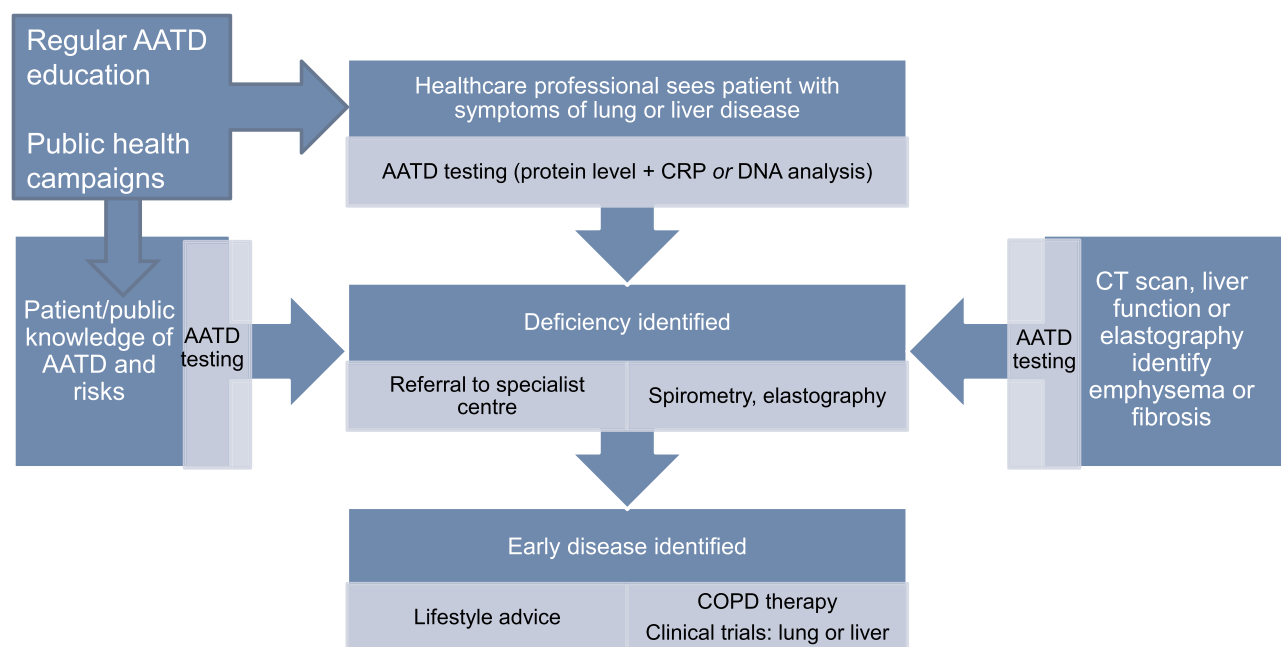 Regular AATD
education
Public health
campaigns
Healthcare professional sees patient with
symptoms of lung or liver disease
AATD testing (protein level + CRP or DNA analysis)
Patient/public
knowledge of
AATD and
risks
AATD
testing
Deficiency identified
Referral to specialist
centre
Spirometry, elastography
AATD
testing
CT scan, liver
function or
elastography
identify
emphysema or
fibrosis
Early disease identified
Lifestyle advice
COPD therapy
Clinical trials: lung or liver